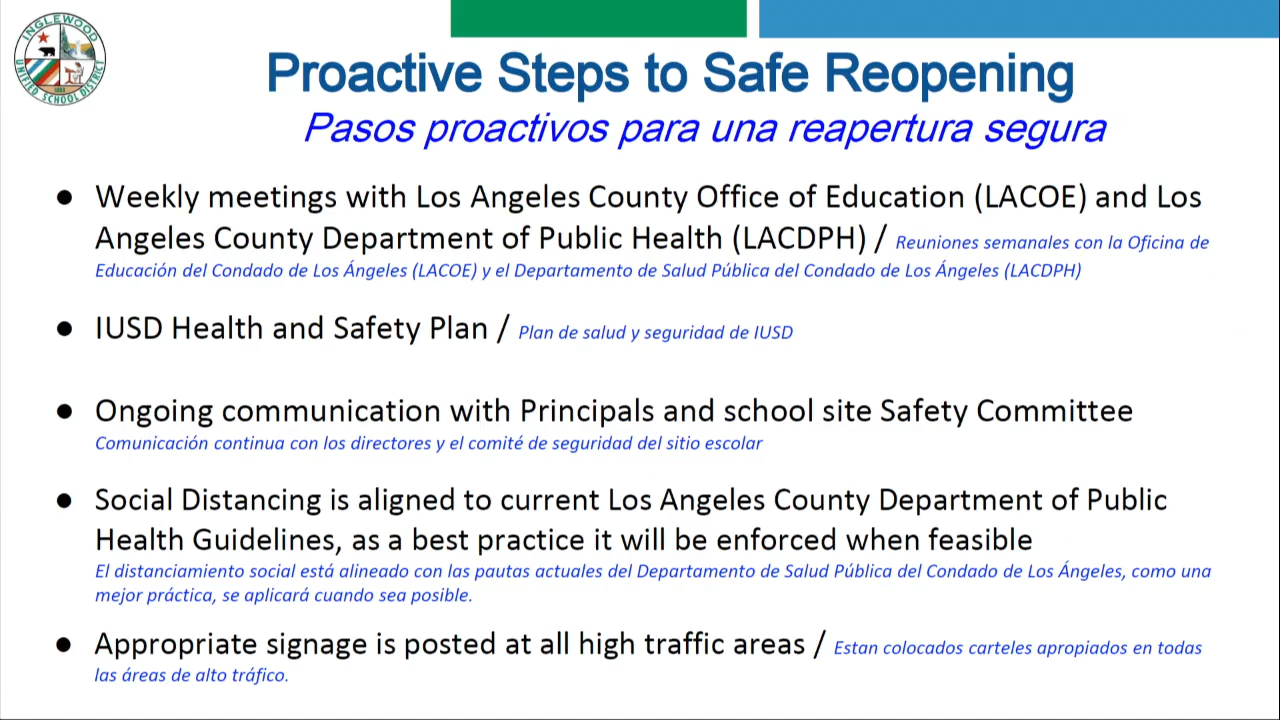 INGLEWOOD
UNIFIED SCHOOL DISTRICT
Proactive Steps to Safe Reopening
Pasos proactivos para una reapertura segura
● Weekly meetings with Los Angeles County Office of Education (LACOE) and Los
Angeles County Department of Public Health (LACDPH) / Reuniones semanales con la Oficina de
Educación del Condado de Los Ángeles (LACOE) y el Departamento de Salud Pública del Condado de Los Ángeles (LACDPH)
● IUSD Health and Safety Plan / Plan de salud y seguridad de IUSD
● Ongoing communication with Principals and school site Safety Committee
Comunicación continua con los directores y el comité de seguridad del sitio escolar
● Social Distancing is aligned to current Los Angeles County Department of Public
Health Guidelines, as a best practice it will be enforced when feasible
El distanciamiento social está alineado con las pautas actuales del Departamento de Salud Pública del Condado de Los Ángeles, como una
mejor práctica, se aplicará cuando sea posible.
● Appropriate signage is posted at all high traffic areas / Estan colocados carteles apropiados en todas
las áreas de alto tráfico.